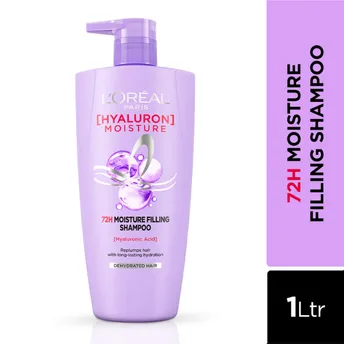 L'ORÉAL
PARIS
[HYALURON]
MOISTURE
72H MOISTURE FILLING
SHAMPOO
[Hyaluronic Acid]
Replumps hair
with long-lasting hydration
DEHYDRATED HAIR
72H MOISTURE
FILLING SHAMPOO
1Ltr